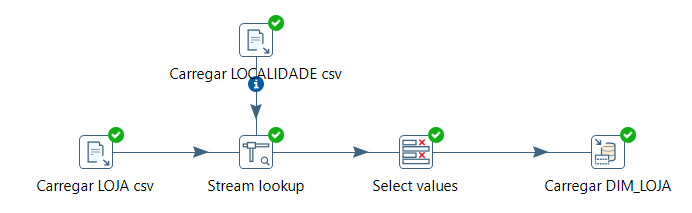 Carregar LOCALIDADE csv
Carregar LOJA csv
Stream lookup
Select values
Carregar DIM_LOJA